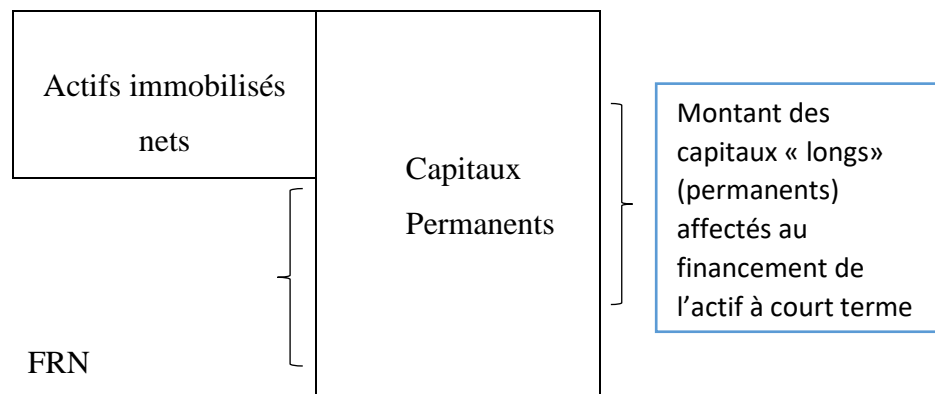 Actifs immobilisés
nets
Capitaux
Permanents
FRN
Montant des
capitaux « longs»
(permanents)
affectés au
financement de
l'actif à court terme